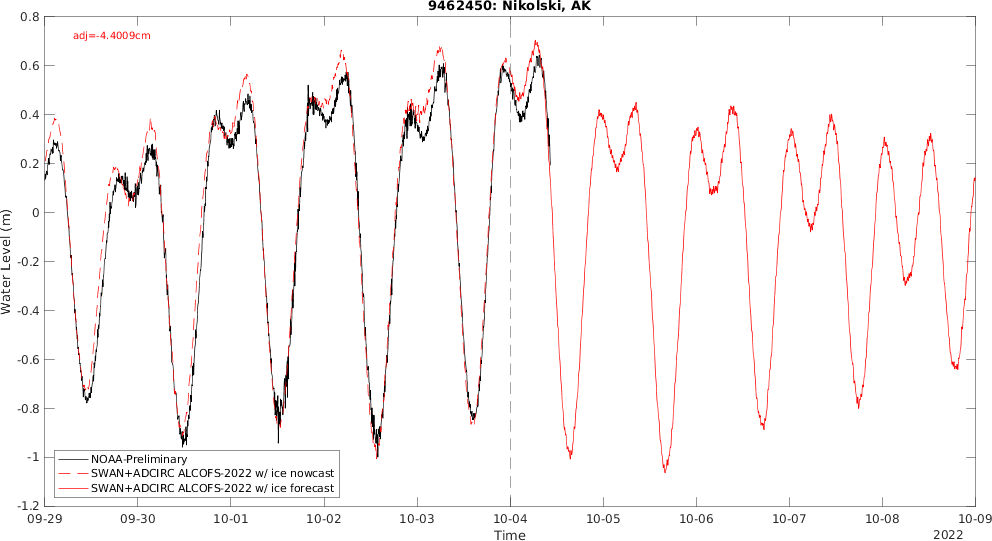 9462450: Nikolski, AK
adj=-4.4009cm
Water Level (m)
0.8
0.6
0.4
0.2
0
-0.2
-0.4
-0.6
-0.8
-1
-1.2
NOAA-Preliminary
SWAN+ADCIRC ALCOFS-2022 w/ ice nowcast
SWAN+ADCIRC ALCOFS-2022 w/ ice forecast
09-29 09-30 10-01 10-02 10-03 10-04 10-05 10-06 10-07 10-08 10-09
Time
2022